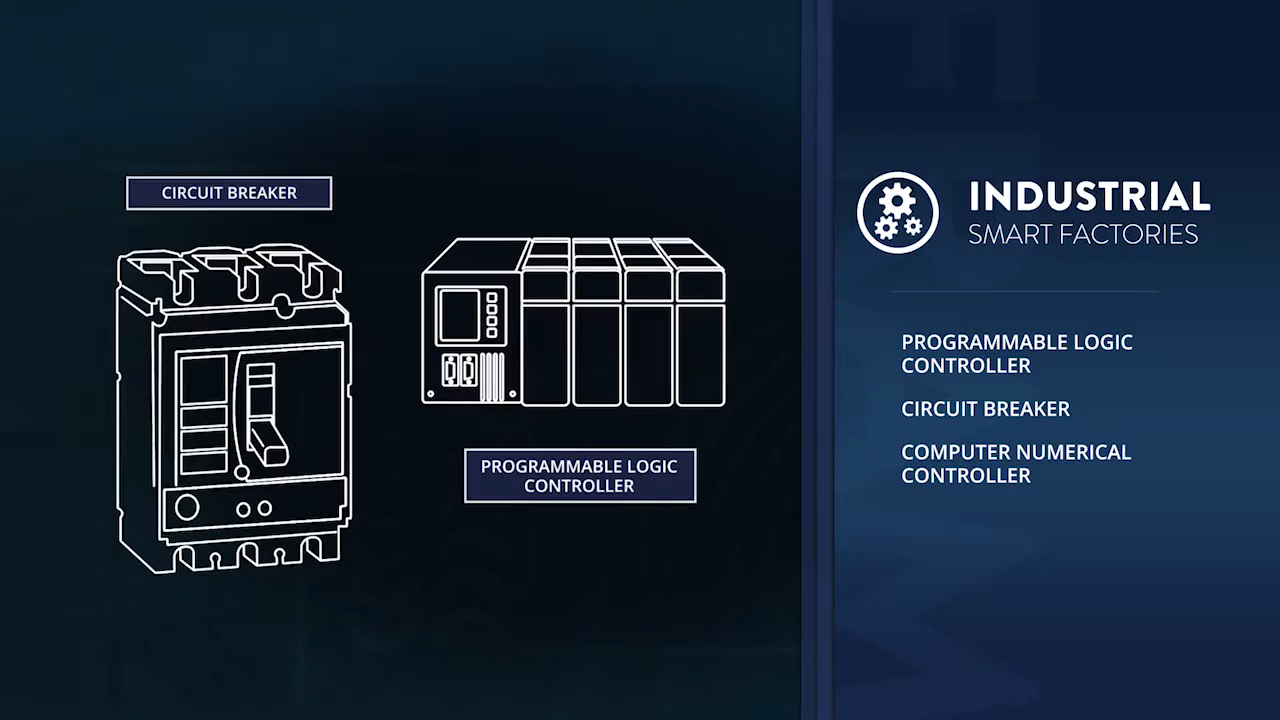 CIRCUIT BREAKER
PROGRAMMABLE LOGIC
CONTROLLER
INDUSTRIAL
SMART FACTORIES
PROGRAMMABLE LOGIC
CONTROLLER
CIRCUIT BREAKER
COMPUTER NUMERICAL
CONTROLLER